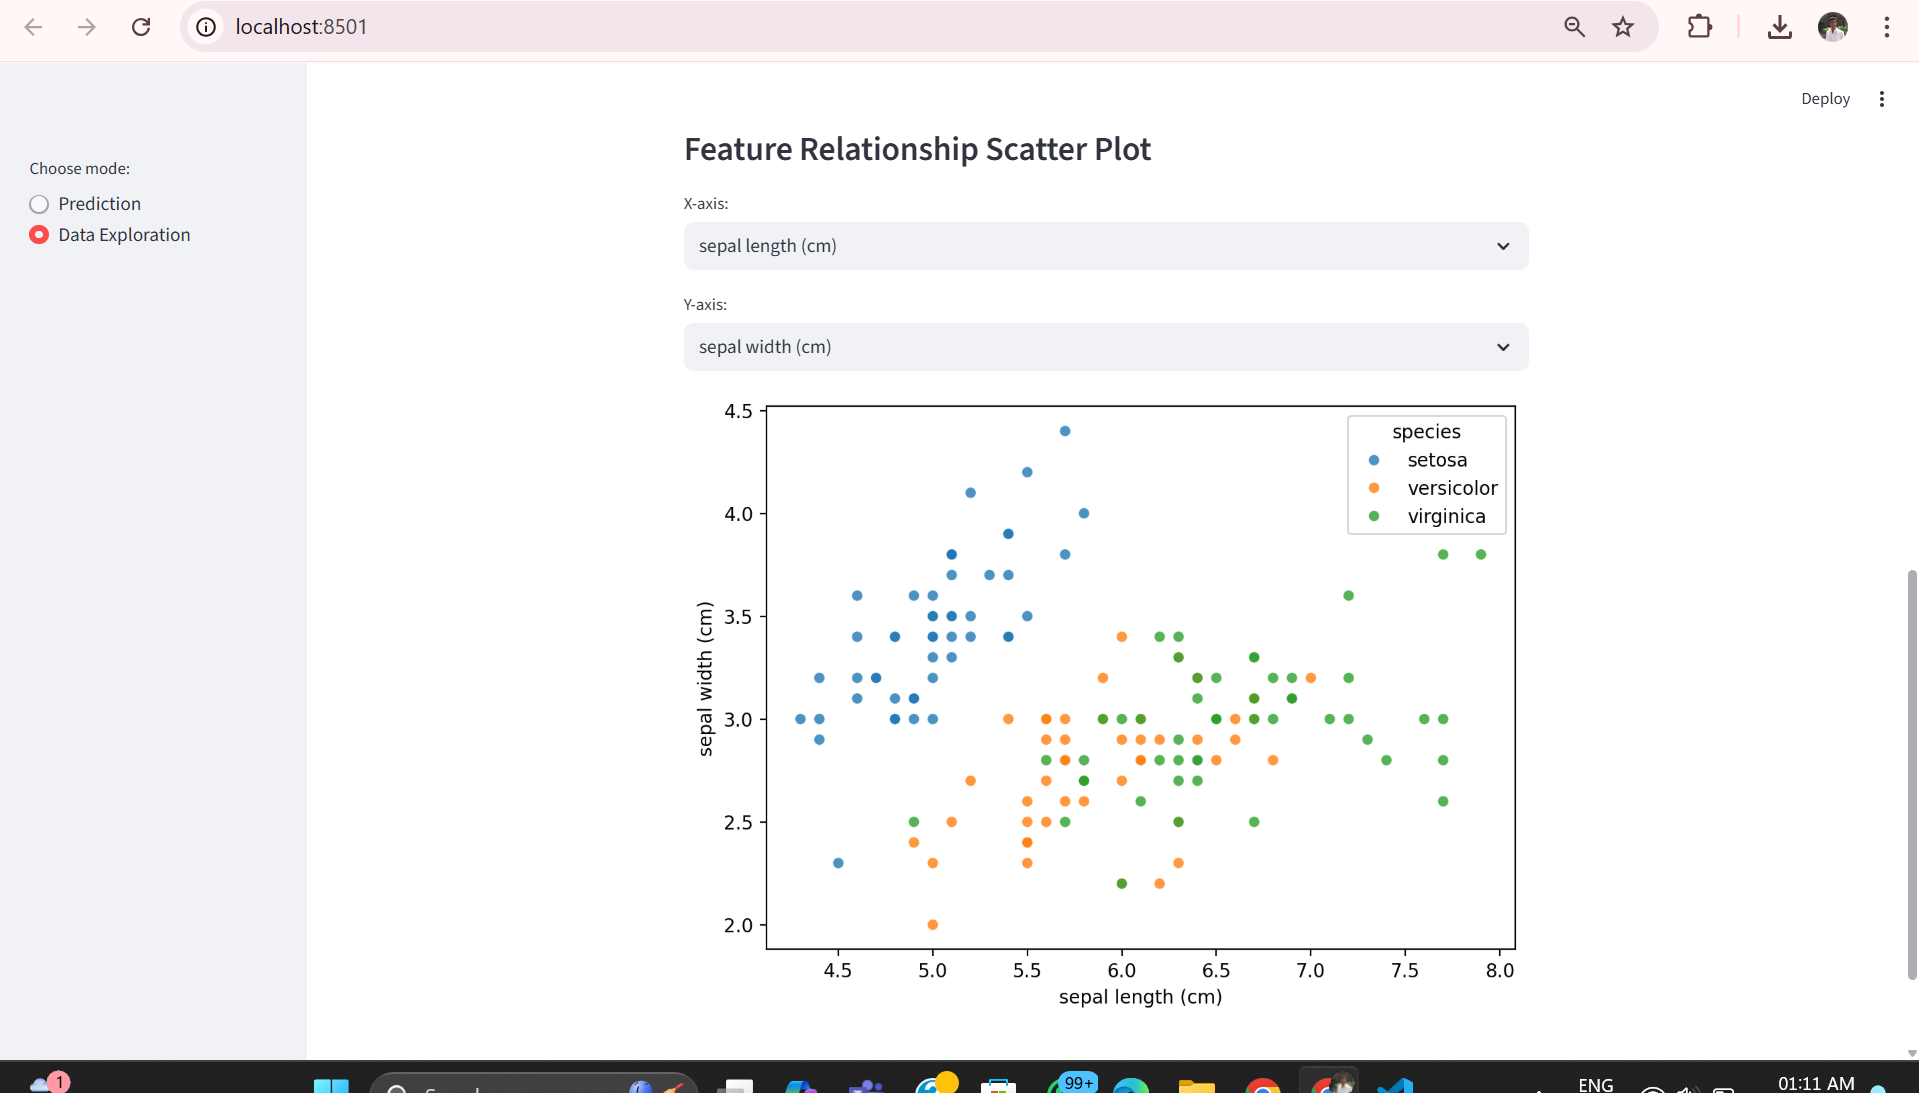 localhost:8501
Deploy
Choose mode:
Prediction
Data Exploration
Feature Relationship Scatter Plot
X-axis:
sepal length (cm)
Y-axis:
sepal width (cm)
4.5
4.0
3.5
3.0
2.5
2.0
sepal width (cm)
species
setosa
versicolor
virginica
4.5 5.0 5.5 6.0 6.5 7.0 7.5 8.0
sepal length (cm)
1
99+
ENG
01:11 AM